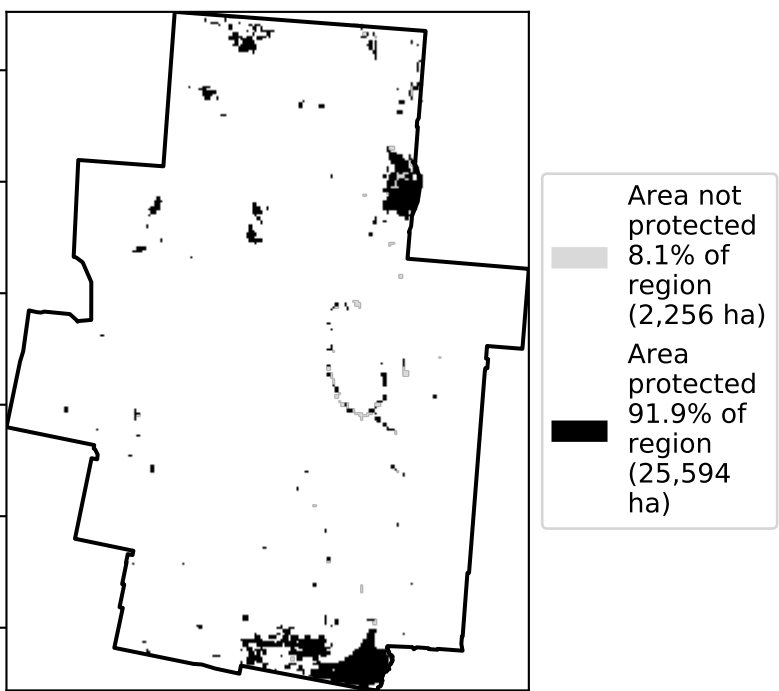 Area not
protected
8.1% of
region
(2,256 ha)
Area
protected
91.9% of
region
(25,594
ha)